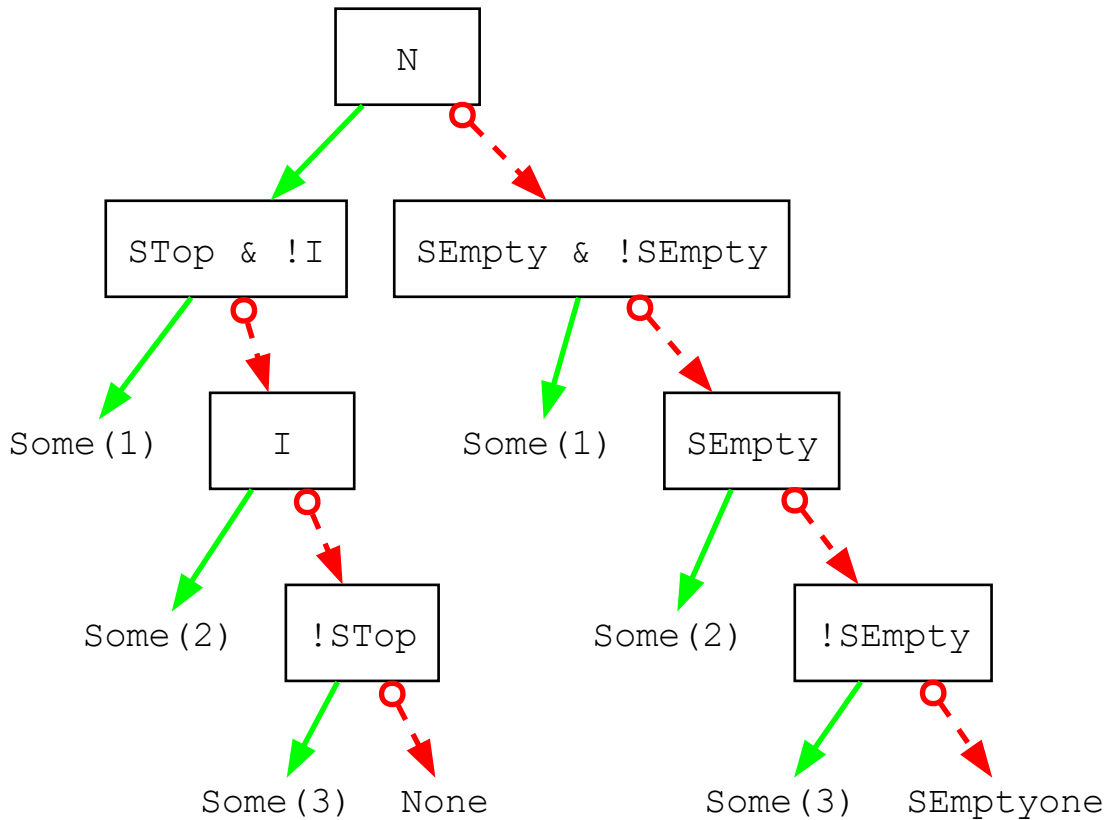 N
STop & !I
SEmpty & !SEmpty
Some(1)
I
Some(1)
SEmpty
Some(2)
!STop
Some(2)
!SEmpty
Some(3)
None
Some(3)
SEmptyone